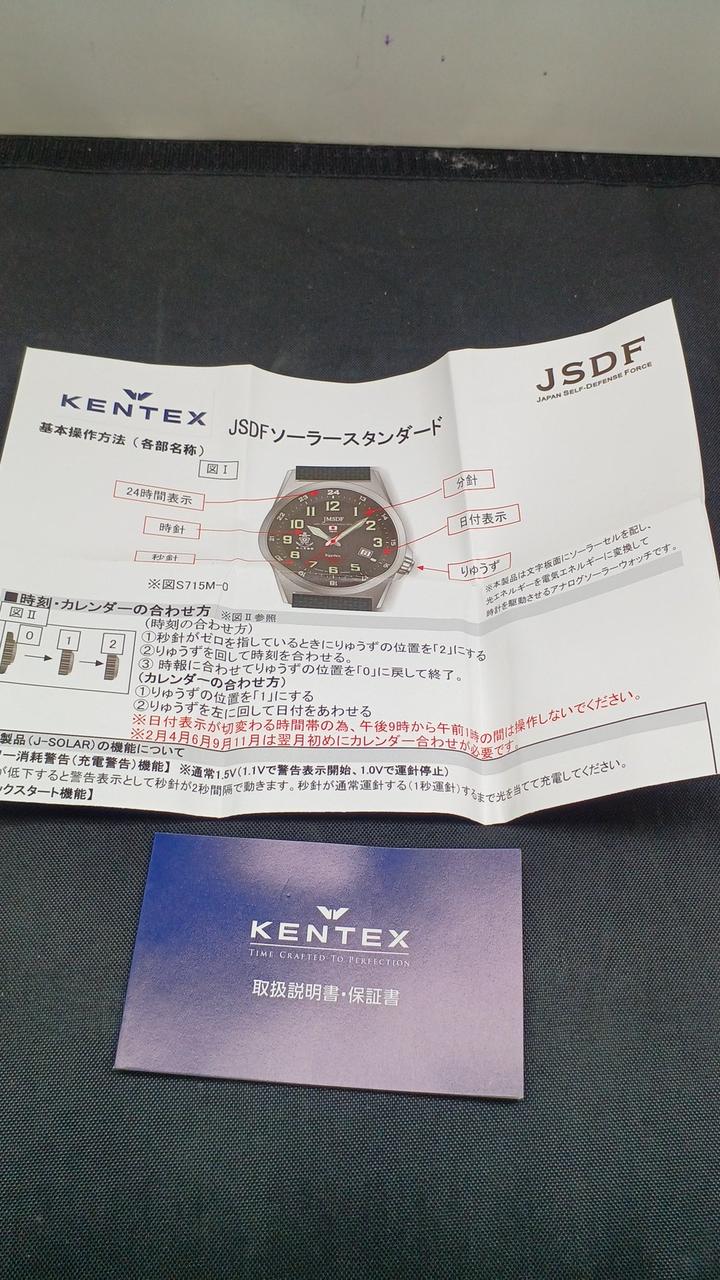 KENTEX
JSDFソーラースタンダード
JSDF
JAPAN SELF-DEFENSE FORCE
基本操作方法（各部名称）
図Ⅰ
24時間表示
時針
秒針
分針
日付表示
りゅうず
JMSDF
※図S715M-0
※本製品は文字板面にソーラーセルを配し、
光エネルギーを電気エネルギーに変換して
時計を駆動させるアナログソーラーウォッチです。
■時刻・カレンダーの合わせ方 ※図Ⅱ参照
図Ⅱ
0
1
2
(時刻の合わせ方)
①秒針がゼロを指しているときにりゅうずの位置を「2」にする
②りゅうずを回して時刻を合わせる。
③ 時報に合わせてりゅうずの位置を「0」に戻して終了。
(カレンダーの合わせ方)
①りゅうずの位置を「1」にする
②りゅうずを左に回して日付をあわせる
※日付表示が切変わる時間帯の為、午後9時から午前1時の間は操作しないでください。
※2月4月6月9月11月は翌月初めにカレンダー合わせが必要です。
製品(J-SOLAR)の機能について
ー消耗警告(充電警告)機能】 ※通常1.5V(1.1Vで警告表示開始、1.0Vで運針停止)
が低下すると警告表示として秒針が2秒間隔で動きます。秒針が通常運針する(1秒運針)するまで光を当てて充電してください。
ックスタート機能】
KENTEX
TIME CRAFTED TO PERFECTION
取扱説明書・保証書